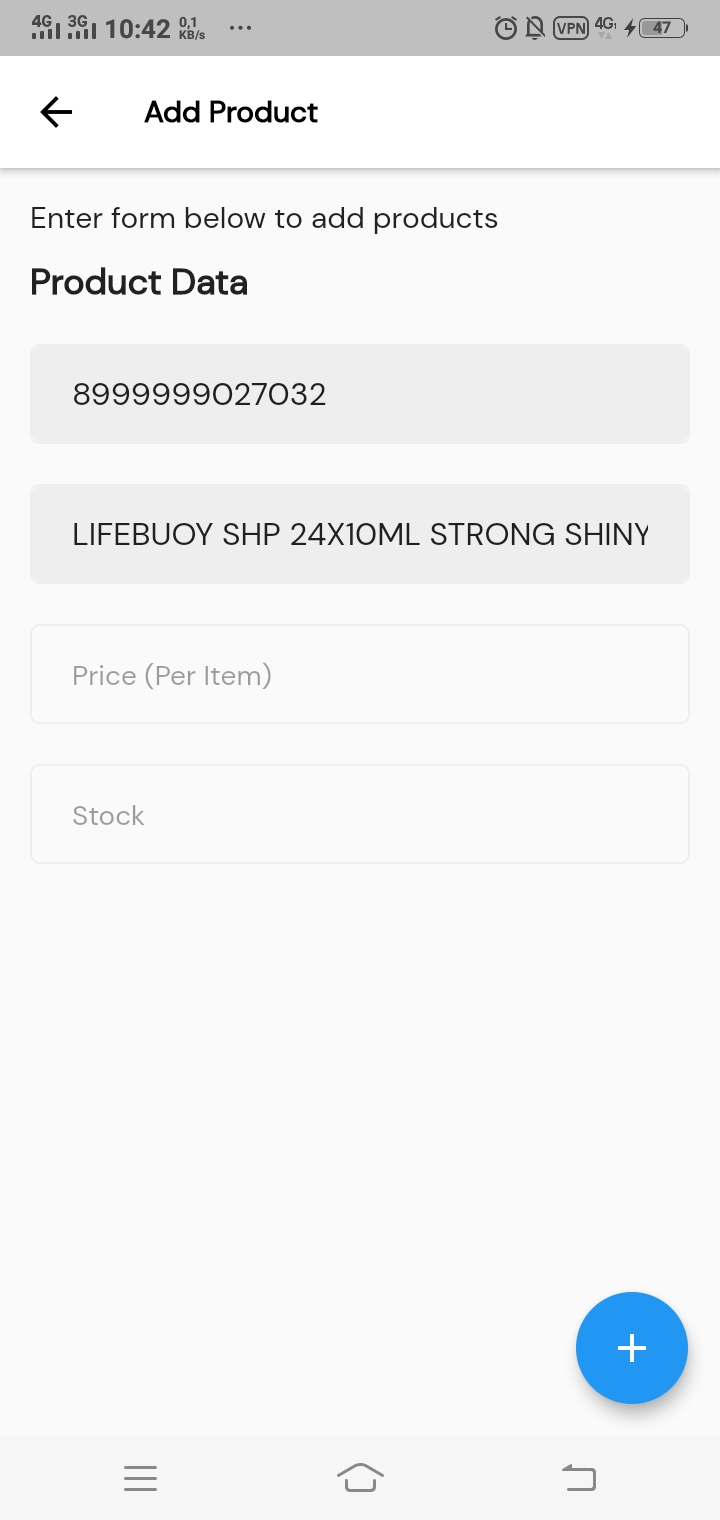 4G 3G 10:42 0,1 KB/s ... VPN 4G 47
Add Product
Enter form below to add products
Product Data
8999999027032
LIFEBUOY SHP 24X10ML STRONG SHINY
Price (Per Item)
Stock